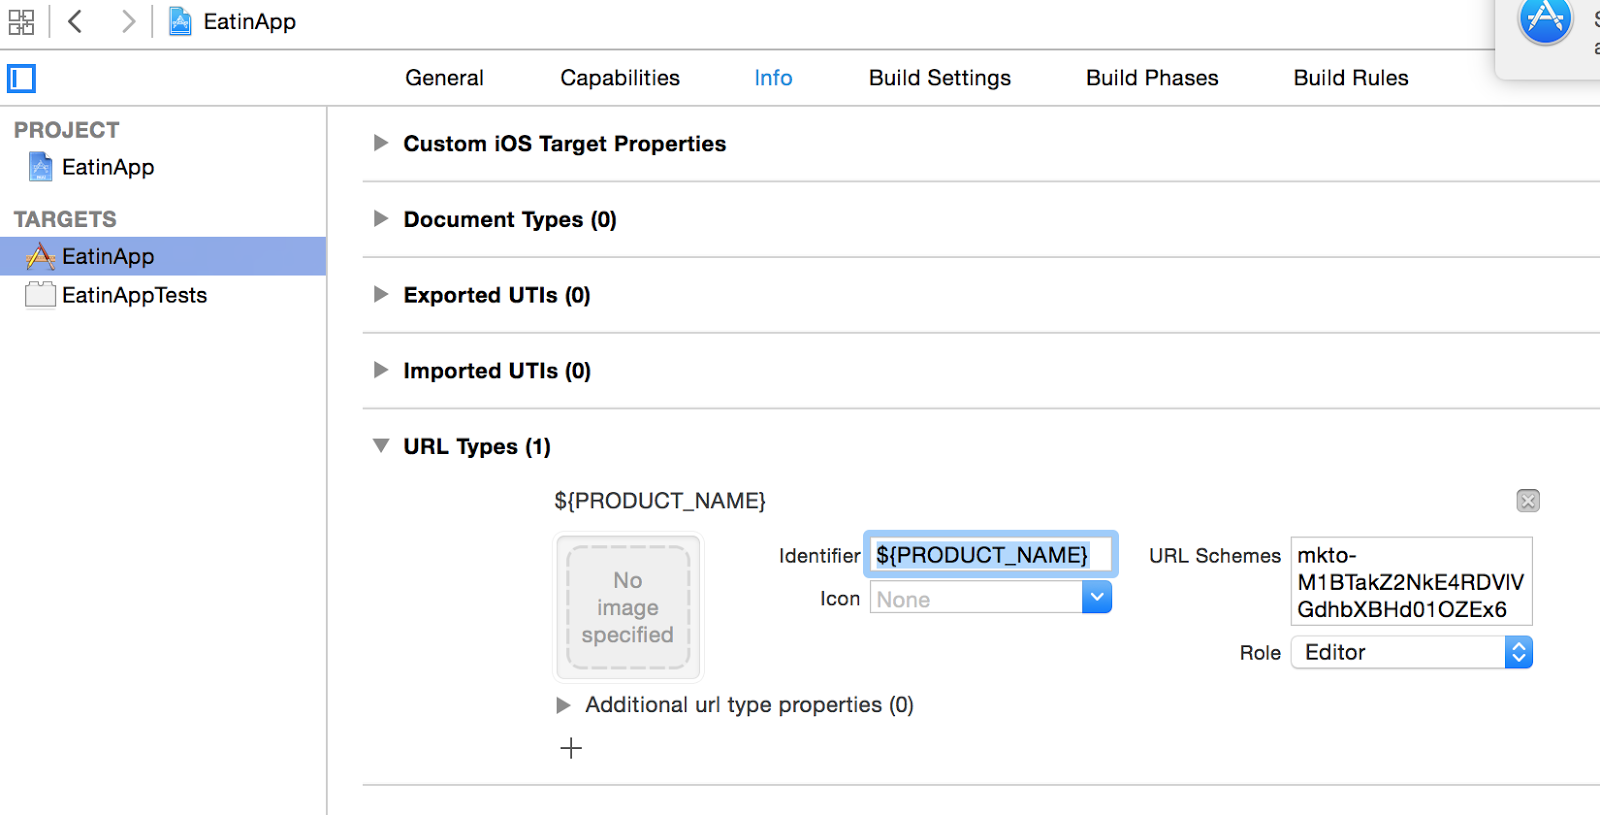 EatinApp
General Capabilities Info Build Settings Build Phases Build Rules
PROJECT
EatinApp
TARGETS
EatinApp
EatinAppTests
Custom iOS Target Properties
Document Types (0)
Exported UTIs (0)
Imported UTIs (0)
URL Types (1)
${PRODUCT_NAME}
No
image
specified
Identifier ${PRODUCT_NAME}
Icon None
URL Schemes mkto-
M1BTakZ2NkE4RDVlV
GdhbXBHd01OZEx6
Role Editor
Additional url type properties (0)